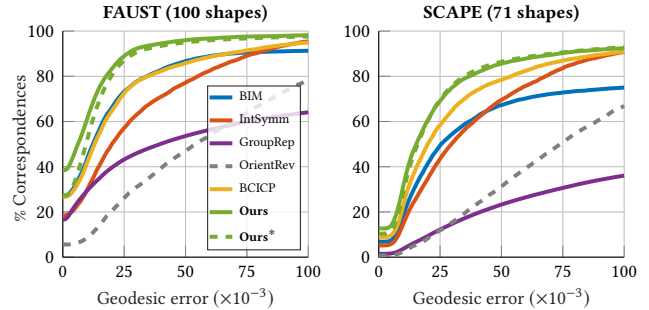 FAUST (100 shapes)
SCAPE (71 shapes)
% Correspondences
100
80
60
40
20
0
BIM
IntSymm
GroupRep
OrientRev
BCICP
Ours
Ours*
0 25 50 75 100
Geodesic error (×10⁻³)
100
80
60
40
20
0
0 25 50 75 100
Geodesic error (×10⁻³)